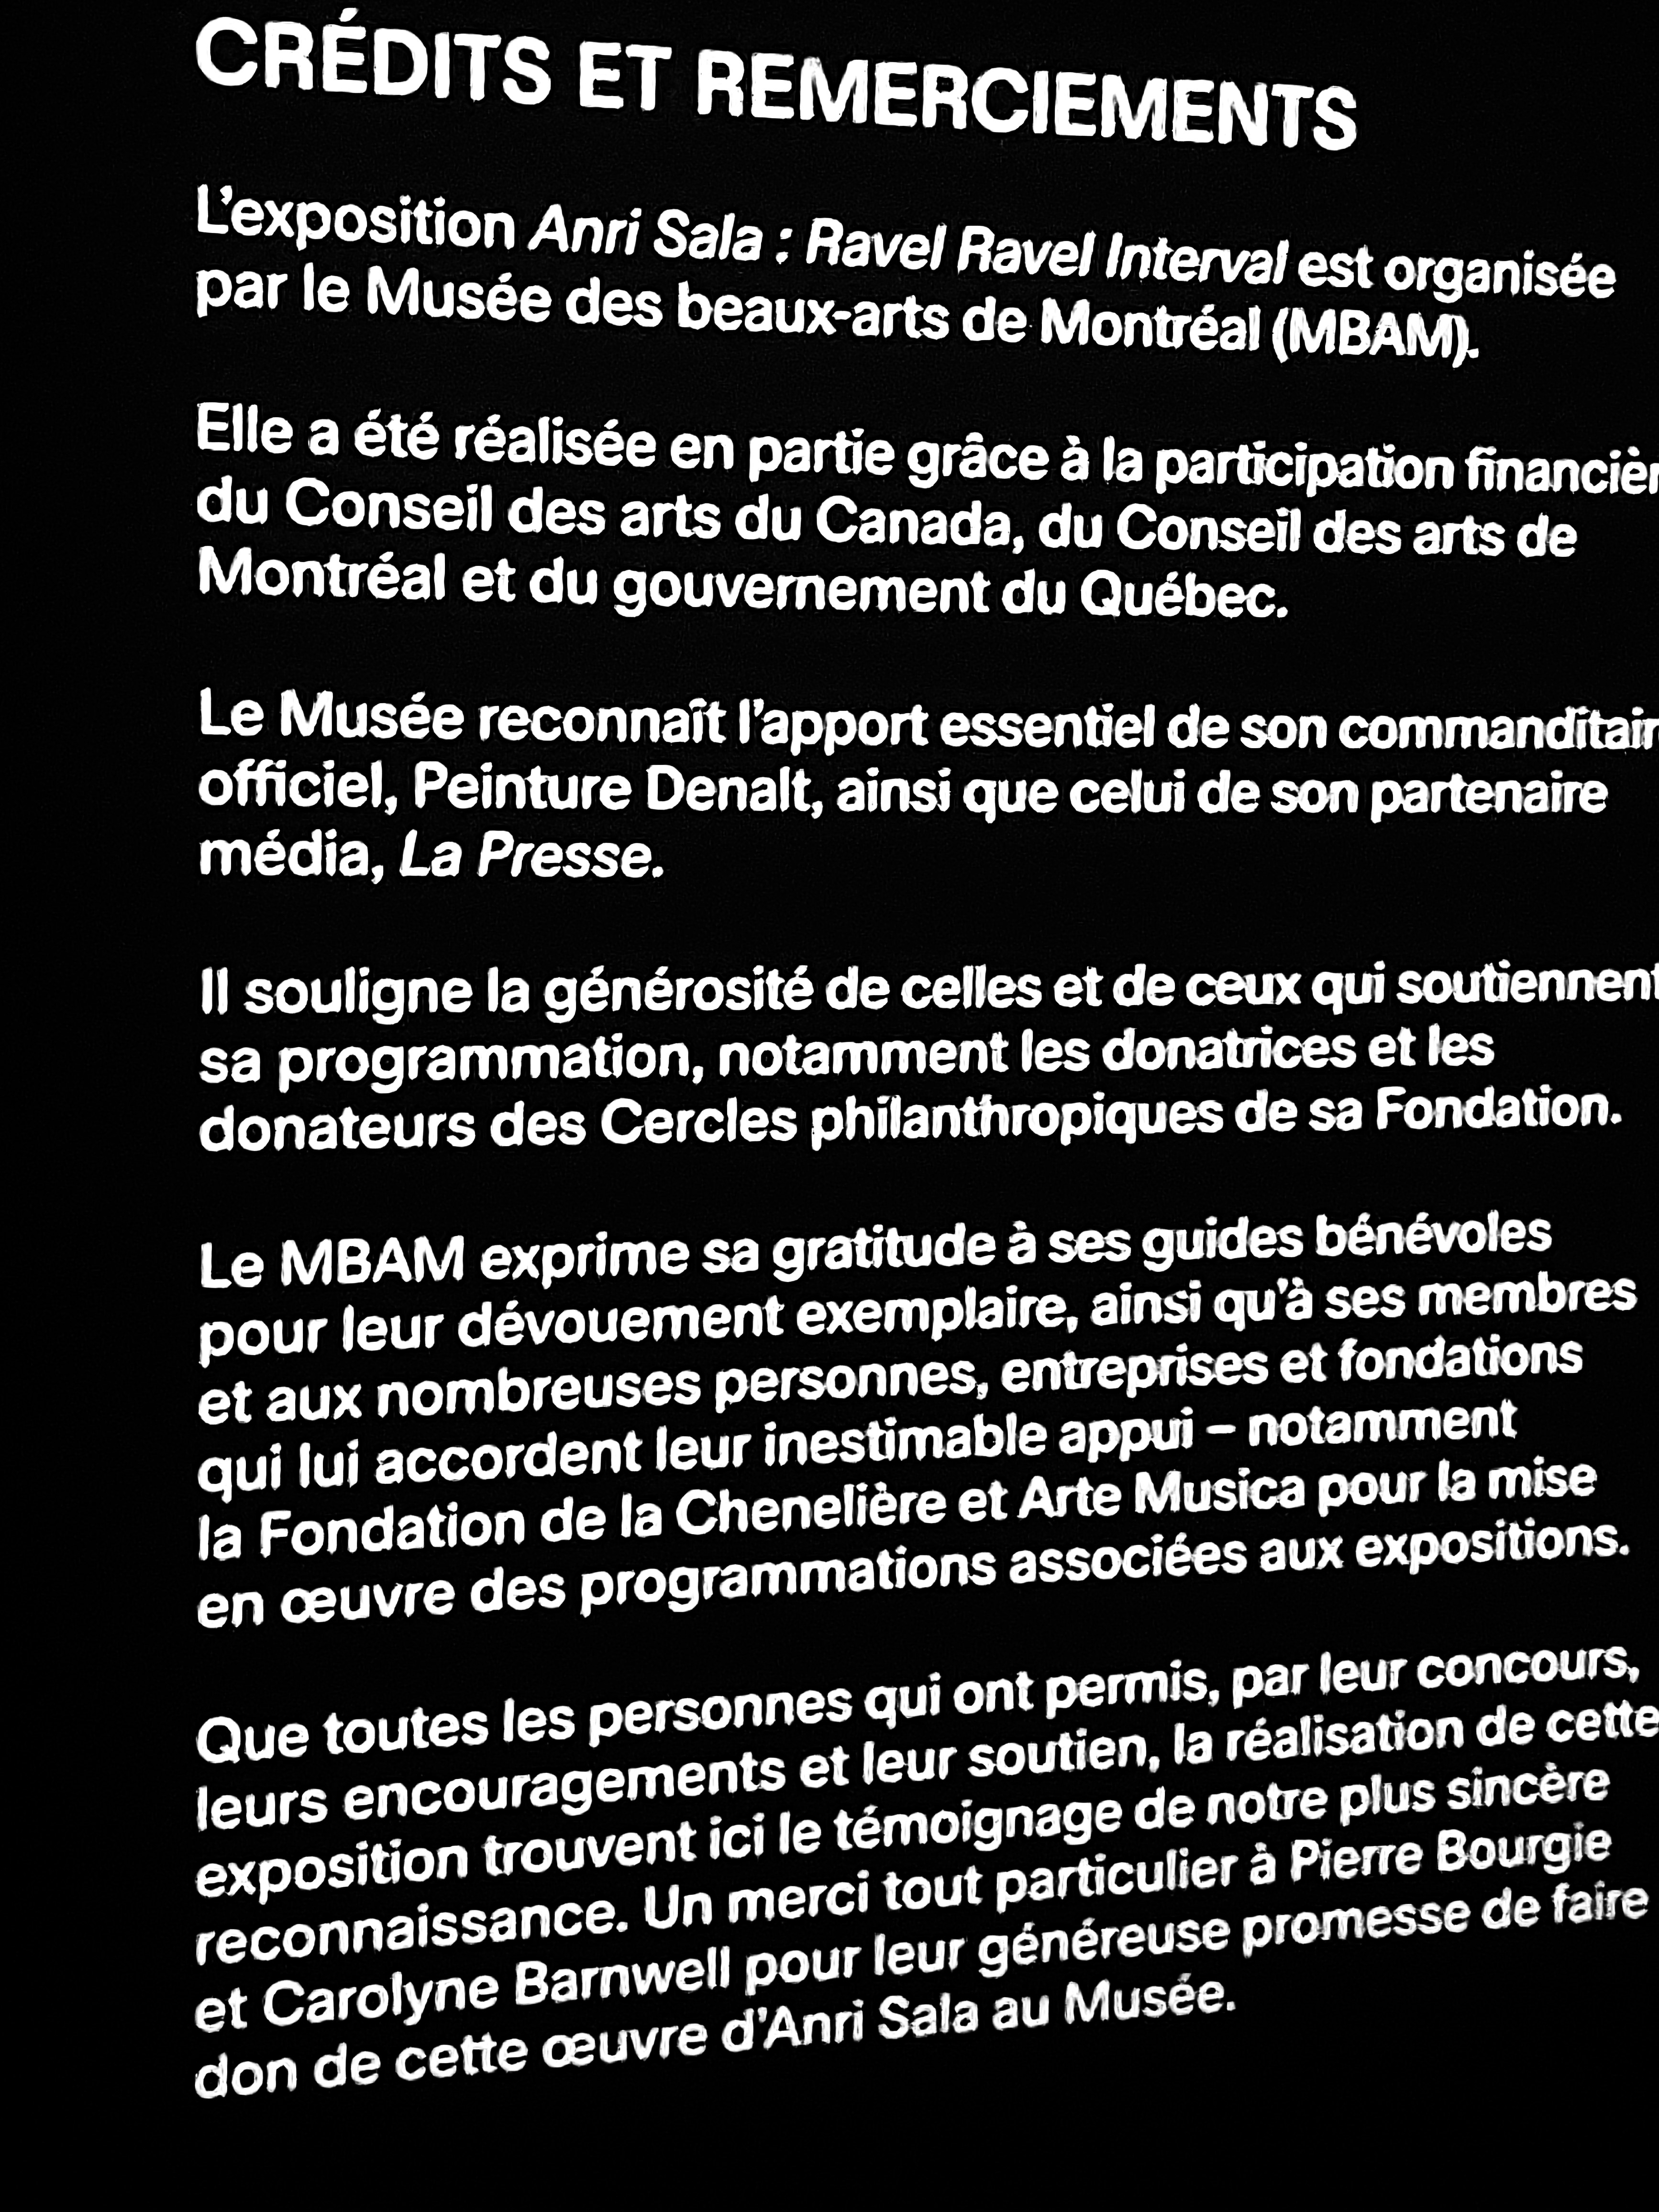 CRÉDITS ET REMERCIEMENTS
L'exposition Anri Sala : Ravel Ravel Interval est organisée
par le Musée des beaux-arts de Montréal (MBAM).
Elle a été réalisée en partie grâce à la participation financièr
du Conseil des arts du Canada, du Conseil des arts de
Montréal et du gouvernement du Québec.
Le Musée reconnaît l'apport essentiel de son commanditair
officiel, Peinture Denalt, ainsi que celui de son partenaire
média, La Presse.
Il souligne la générosité de celles et de ceux qui soutiennent
sa programmation, notamment les donatrices et les
donateurs des Cercles philanthropiques de sa Fondation.
Le MBAM exprime sa gratitude à ses guides bénévoles
pour leur dévouement exemplaire, ainsi qu'à ses membres
et aux nombreuses personnes, entreprises et fondations
qui lui accordent leur inestimable appui – notamment
la Fondation de la Chenelière et Arte Musica pour la mise
en œuvre des programmations associées aux expositions.
Que toutes les personnes qui ont permis, par leur concours,
leurs encouragements et leur soutien, la réalisation de cette
exposition trouvent ici le témoignage de notre plus sincère
reconnaissance. Un merci tout particulier à Pierre Bourgie
et Carolyne Barnwell pour leur généreuse promesse de faire
don de cette œuvre d'Anri Sala au Musée.